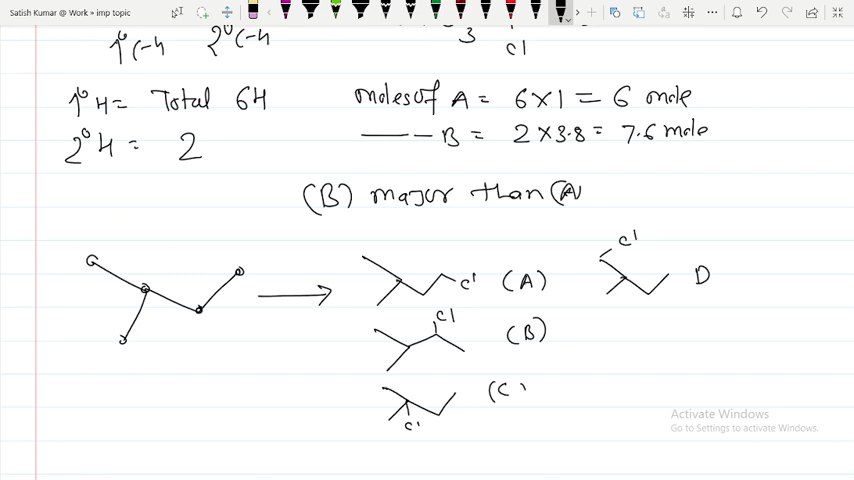 Satish Kumar @ Work » imp topic
1° C-H 2° C-H
3
Cl
1° H = Total 6H
moles of A = 6 × 1 = 6 mole
2° H = 2
—— B = 2 × 3.8 = 7.6 mole
(B) major than (A
Cl
Cl (A)
D
Cl
(B)
(C)
Cl
Activate Windows
Go to Settings to activate Windows.